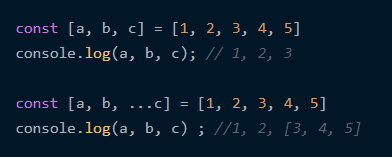 const [a, b, c] = [1, 2, 3, 4, 5]
console.log(a, b, c); // 1, 2, 3
const [a, b, ...c] = [1, 2, 3, 4, 5]
console.log(a, b, c) ; //1, 2, [3, 4, 5]